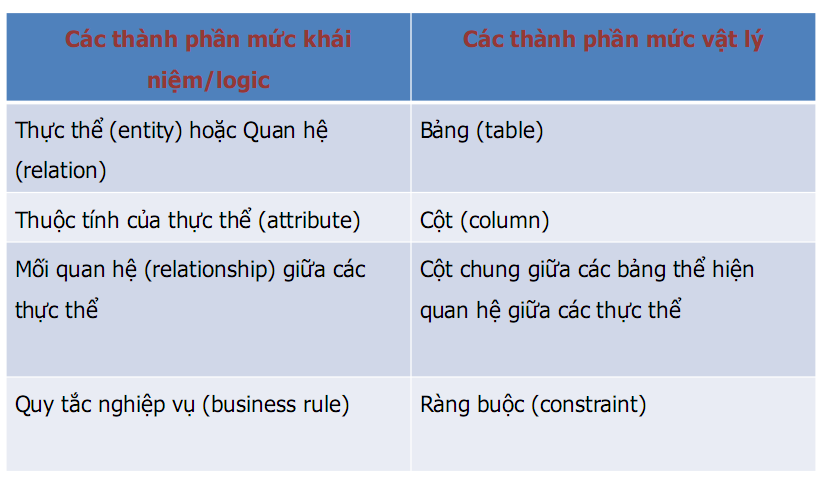 Các thành phần mức khái
niệm/logic
Các thành phần mức vật lý
Thực thể (entity) hoặc Quan hệ
(relation)
Bảng (table)
Thuộc tính của thực thể (attribute)
Cột (column)
Mối quan hệ (relationship) giữa các
thực thể
Cột chung giữa các bảng thể hiện
quan hệ giữa các thực thể
Quy tắc nghiệp vụ (business rule)
Ràng buộc (constraint)